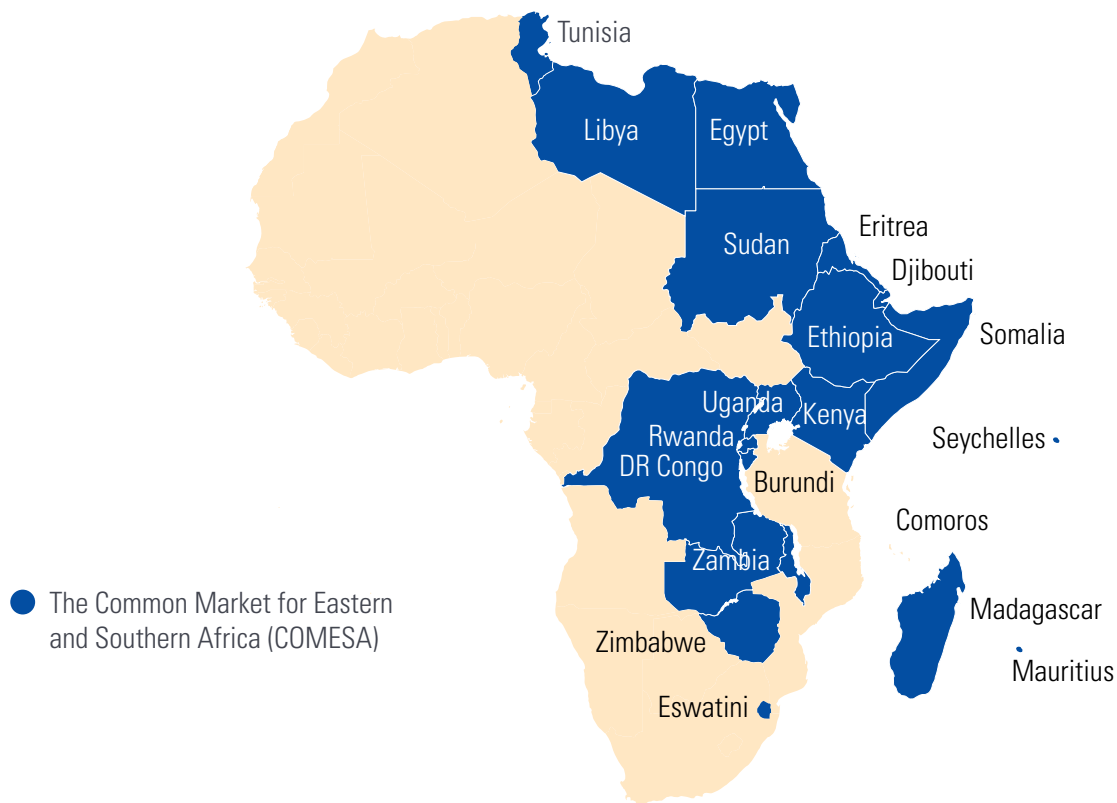 Tunisia
Libya
Egypt
Sudan
Eritrea
Djibouti
Ethiopia
Somalia
Uganda
Kenya
Rwanda
Seychelles
DR Congo
Burundi
Comoros
Zambia
The Common Market for Eastern
and Southern Africa (COMESA)
Madagascar
Zimbabwe
Mauritius
Eswatini